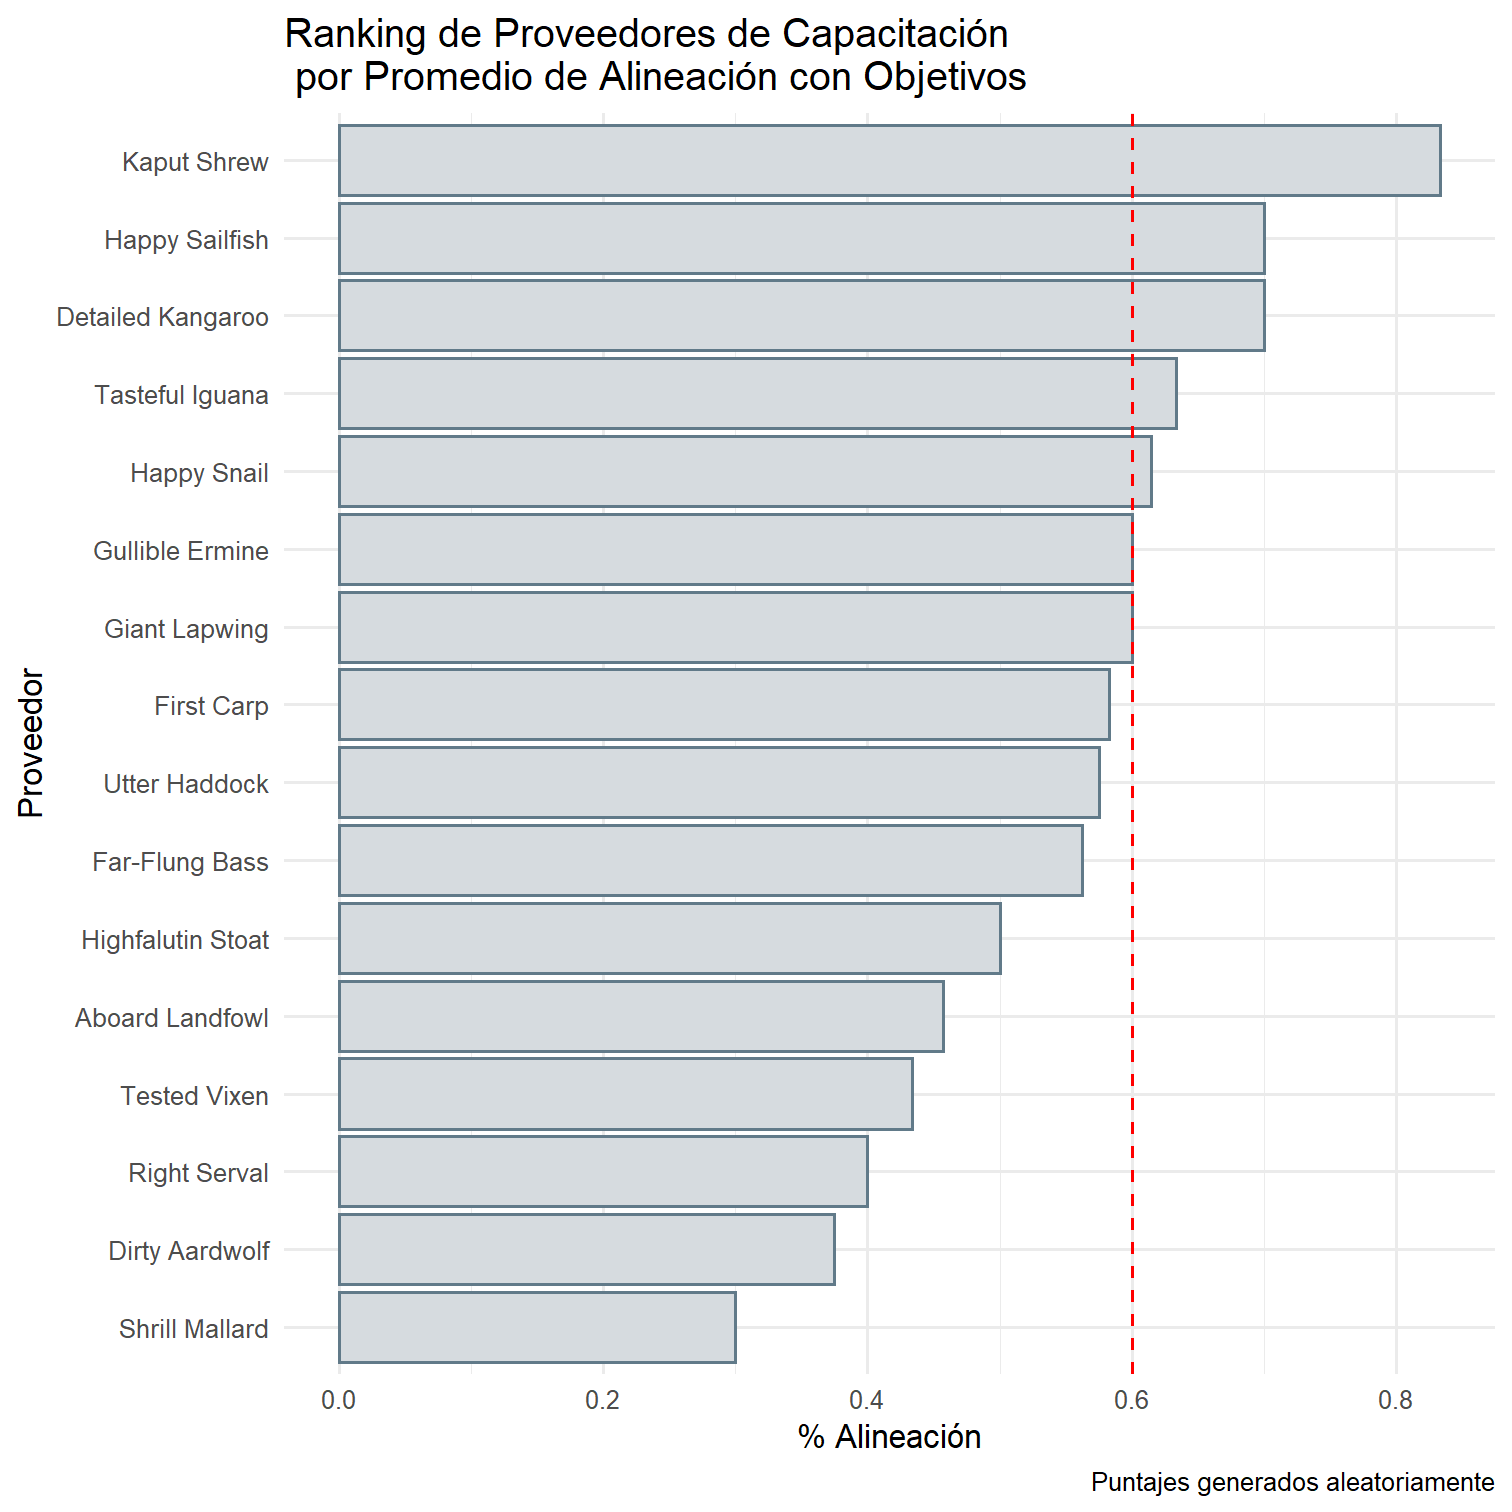 Ranking de Proveedores de Capacitación
por Promedio de Alineación con Objetivos
Proveedor
Kaput Shrew
Happy Sailfish
Detailed Kangaroo
Tasteful Iguana
Happy Snail
Gullible Ermine
Giant Lapwing
First Carp
Utter Haddock
Far-Flung Bass
Highfalutin Stoat
Aboard Landfowl
Tested Vixen
Right Serval
Dirty Aardwolf
Shrill Mallard
0.0 0.2 0.4 0.6 0.8
% Alineación
Puntajes generados aleatoriamente